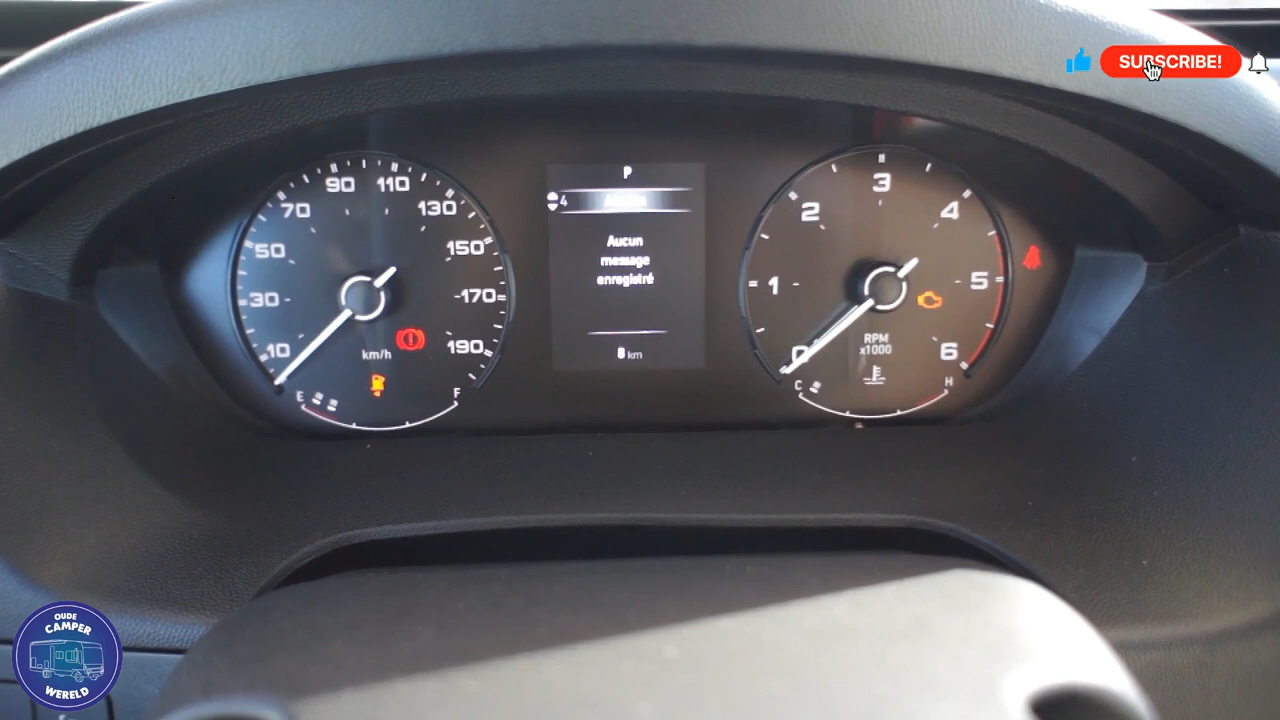 SUBSCRIBE!
P
4
Aucun
message
enregistré
8 km
10
30
50
70
90
110
130
150
170
190
km/h
E
F
0
1
2
3
4
5
6
RPM
x1000
C
H
OUDE
CAMPER
WERELD